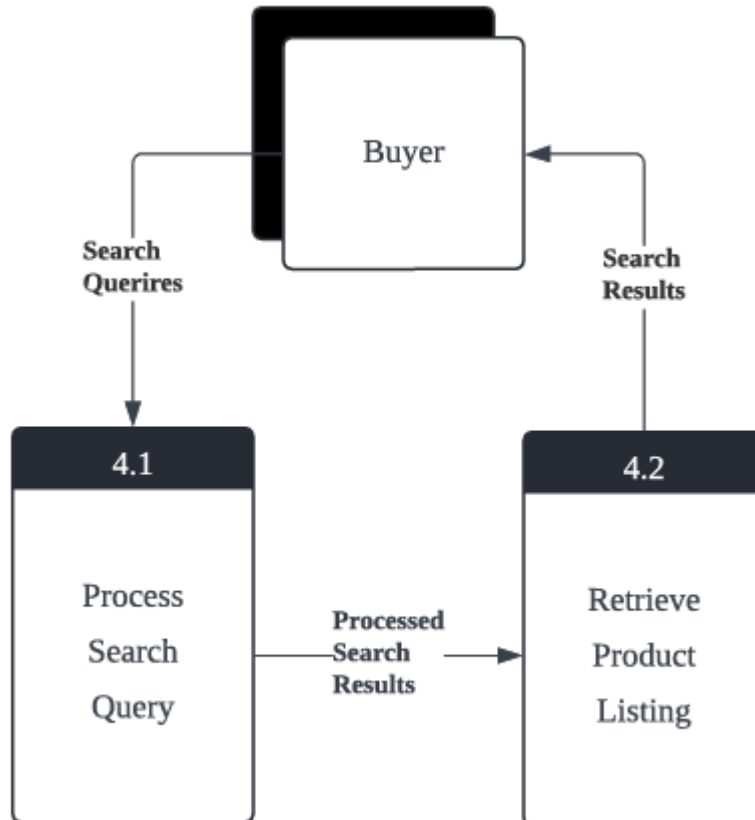 Buyer
Search
Querires
Search
Results
4.1
Process
Search
Query
Processed
Search
Results
4.2
Retrieve
Product
Listing